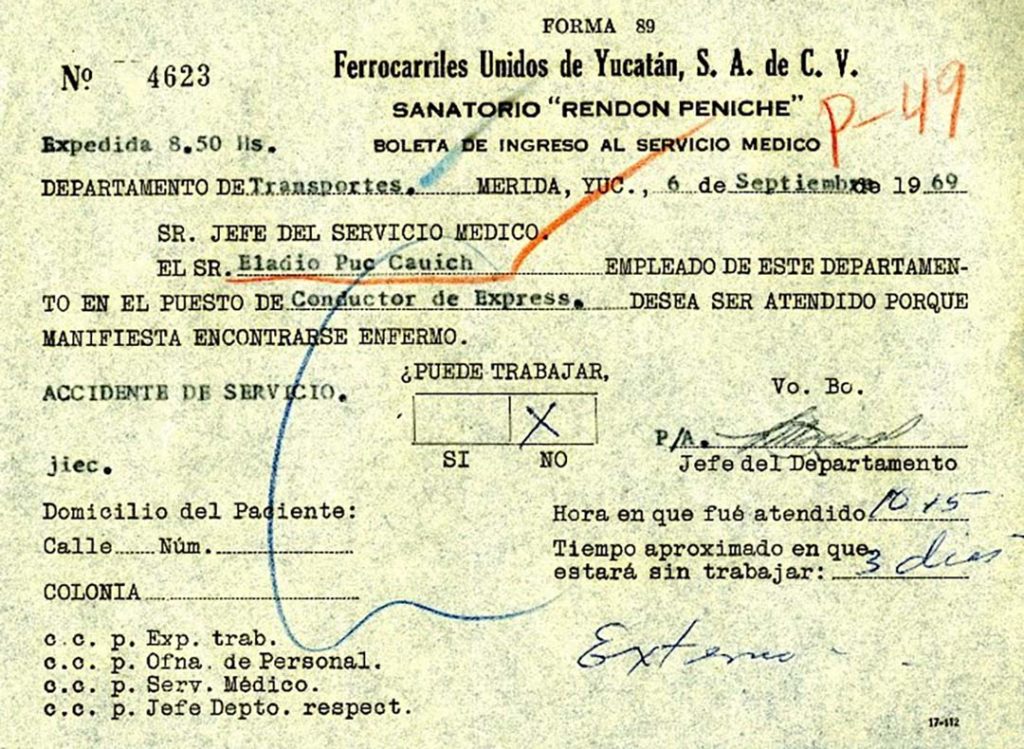 FORMA 89
Nº 4623
Ferrocarriles Unidos de Yucatán, S. A. de C. V.
SANATORIO "RENDON PENICHE"
P-49
Expedida 8.50 Hs.
BOLETA DE INGRESO AL SERVICIO MEDICO
DEPARTAMENTO DE Transportes. MERIDA, YUC., 6 de Septiembre de 1969
SR. JEFE DEL SERVICIO MEDICO.
EL SR. Eladio Puc Cauich EMPLEADO DE ESTE DEPARTAMEN-
TO EN EL PUESTO DE Conductor de Express. DESEA SER ATENDIDO PORQUE
MANIFIESTA ENCONTRARSE ENFERMO.
¿PUEDE TRABAJAR,
ACCIDENTE DE SERVICIO.
Vo. Bo.
X
P/A.
SI NO
Jefe del Departamento
jiec.
Domicilio del Paciente:
Hora en que fué atendido 10 15
Calle Núm.
Tiempo aproximado en que
estará sin trabajar: 3 dias
COLONIA
Externo
c.c. p. Exp. trab.
c.c. p. Ofna. de Personal.
c.c. p. Serv. Médico.
c.c. p. Jefe Depto. respect.
17-112